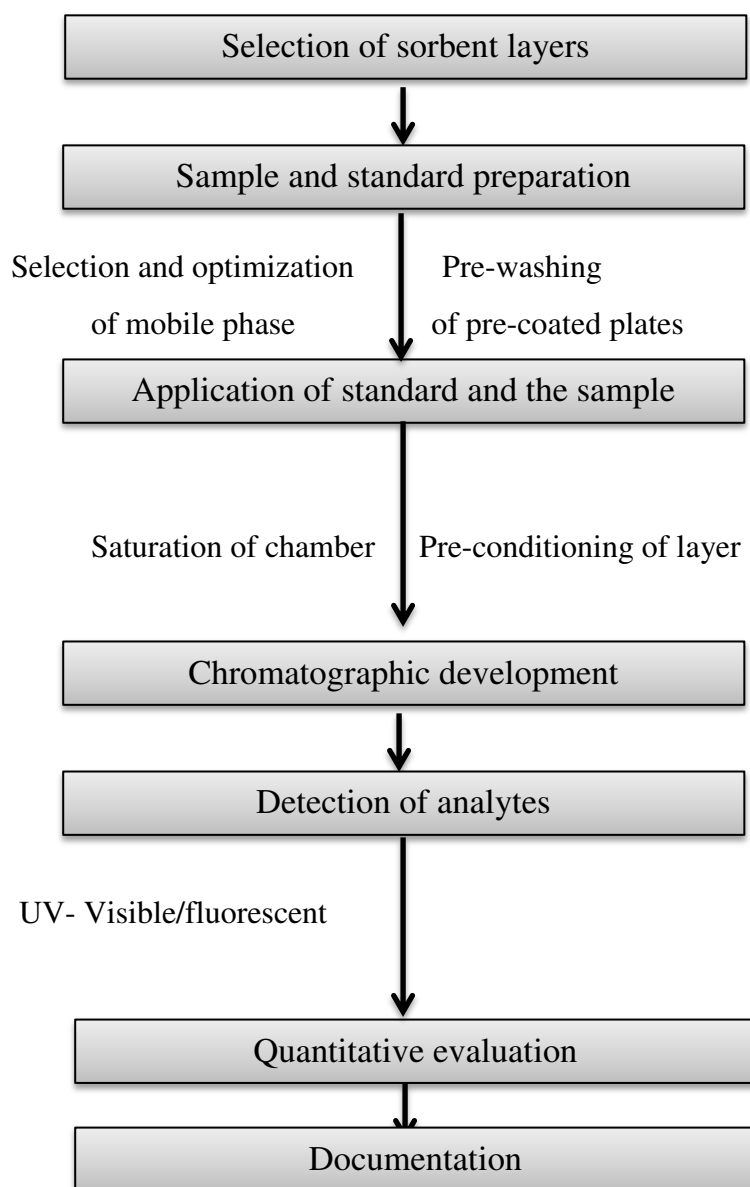 Selection of sorbent layers
Sample and standard preparation
Selection and optimization
of mobile phase
Pre-washing
of pre-coated plates
Application of standard and the sample
Saturation of chamber
Pre-conditioning of layer
Chromatographic development
Detection of analytes
UV- Visible/fluorescent
Quantitative evaluation
Documentation